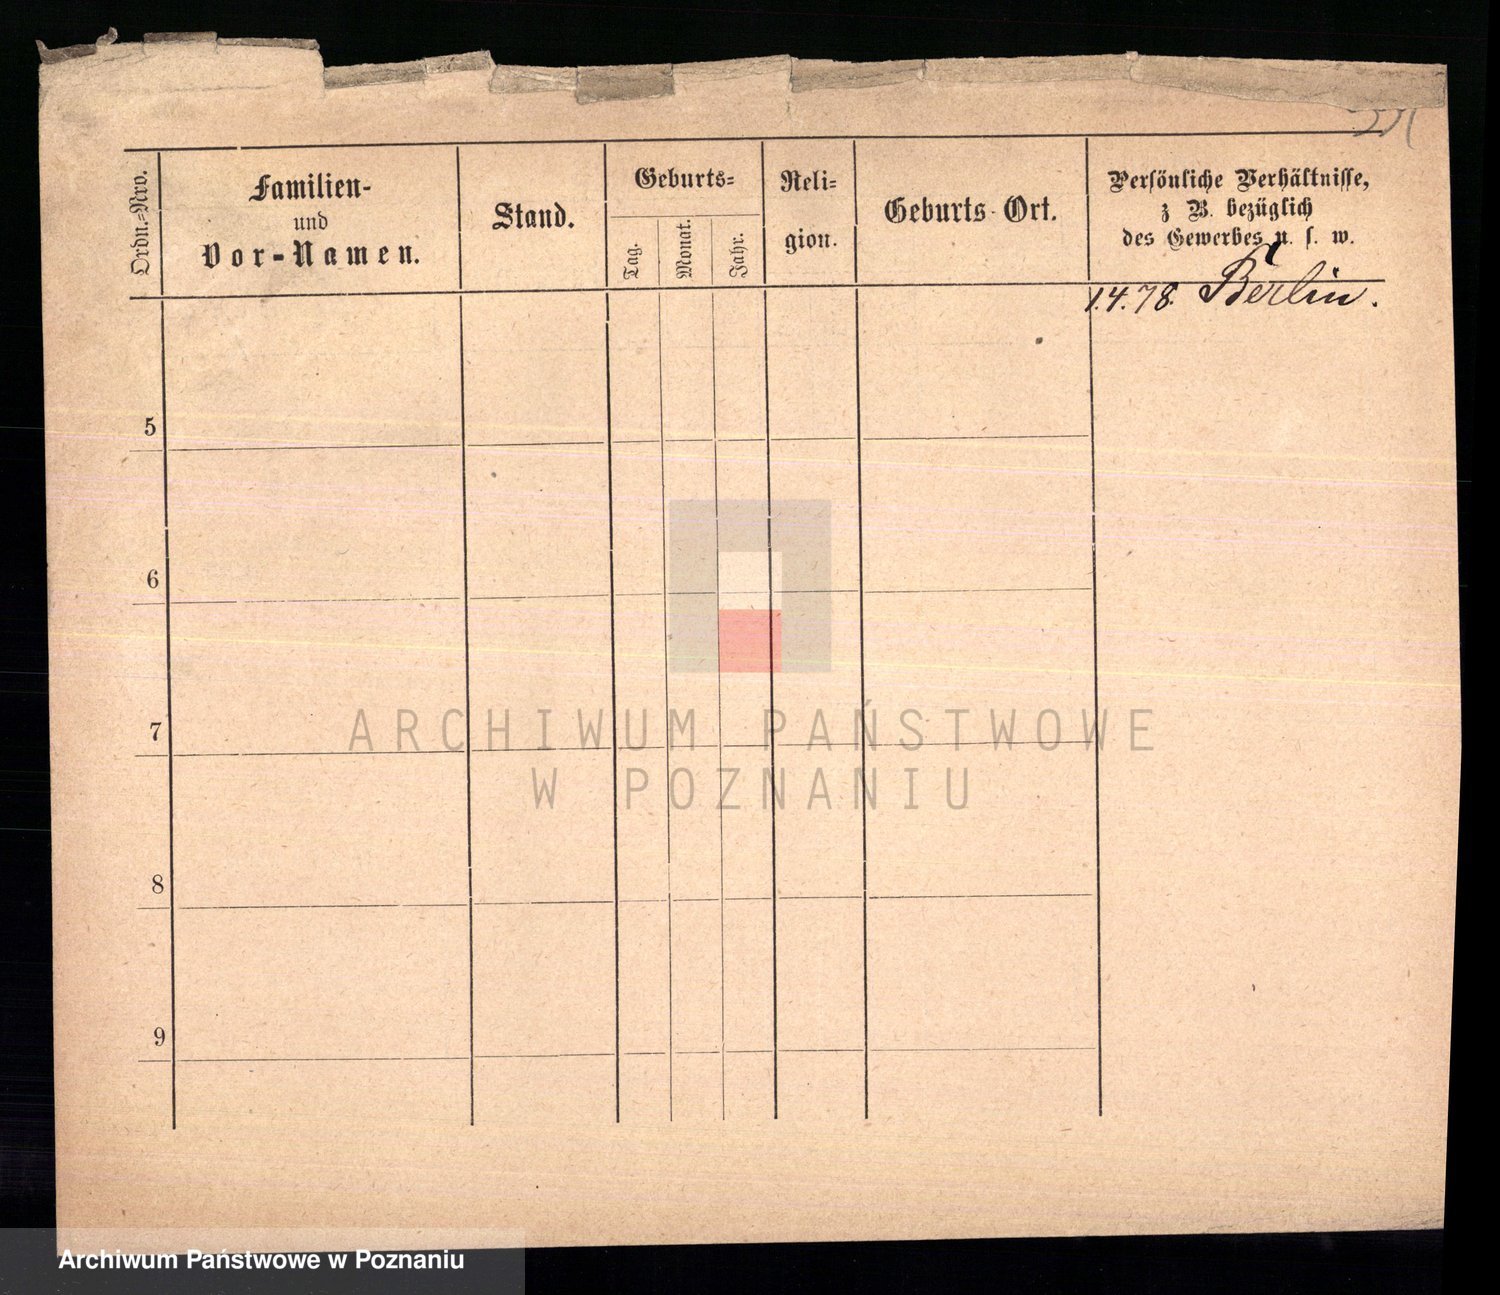 Ordn.=Nro.
Familien-
und
Vor-Namen.
Stand.
Geburts=
Tag.
Monat.
Jahr.
Reli=
gion.
Geburts-Ort.
Persönliche Verhältnisse,
z B. bezüglich
des Gewerbes u. s. w.
1.4.78. Berlin.
5
6
7
8
9
ARCHIWUM PAŃSTWOWE
W POZNANIU
Archiwum Państwowe w Poznaniu